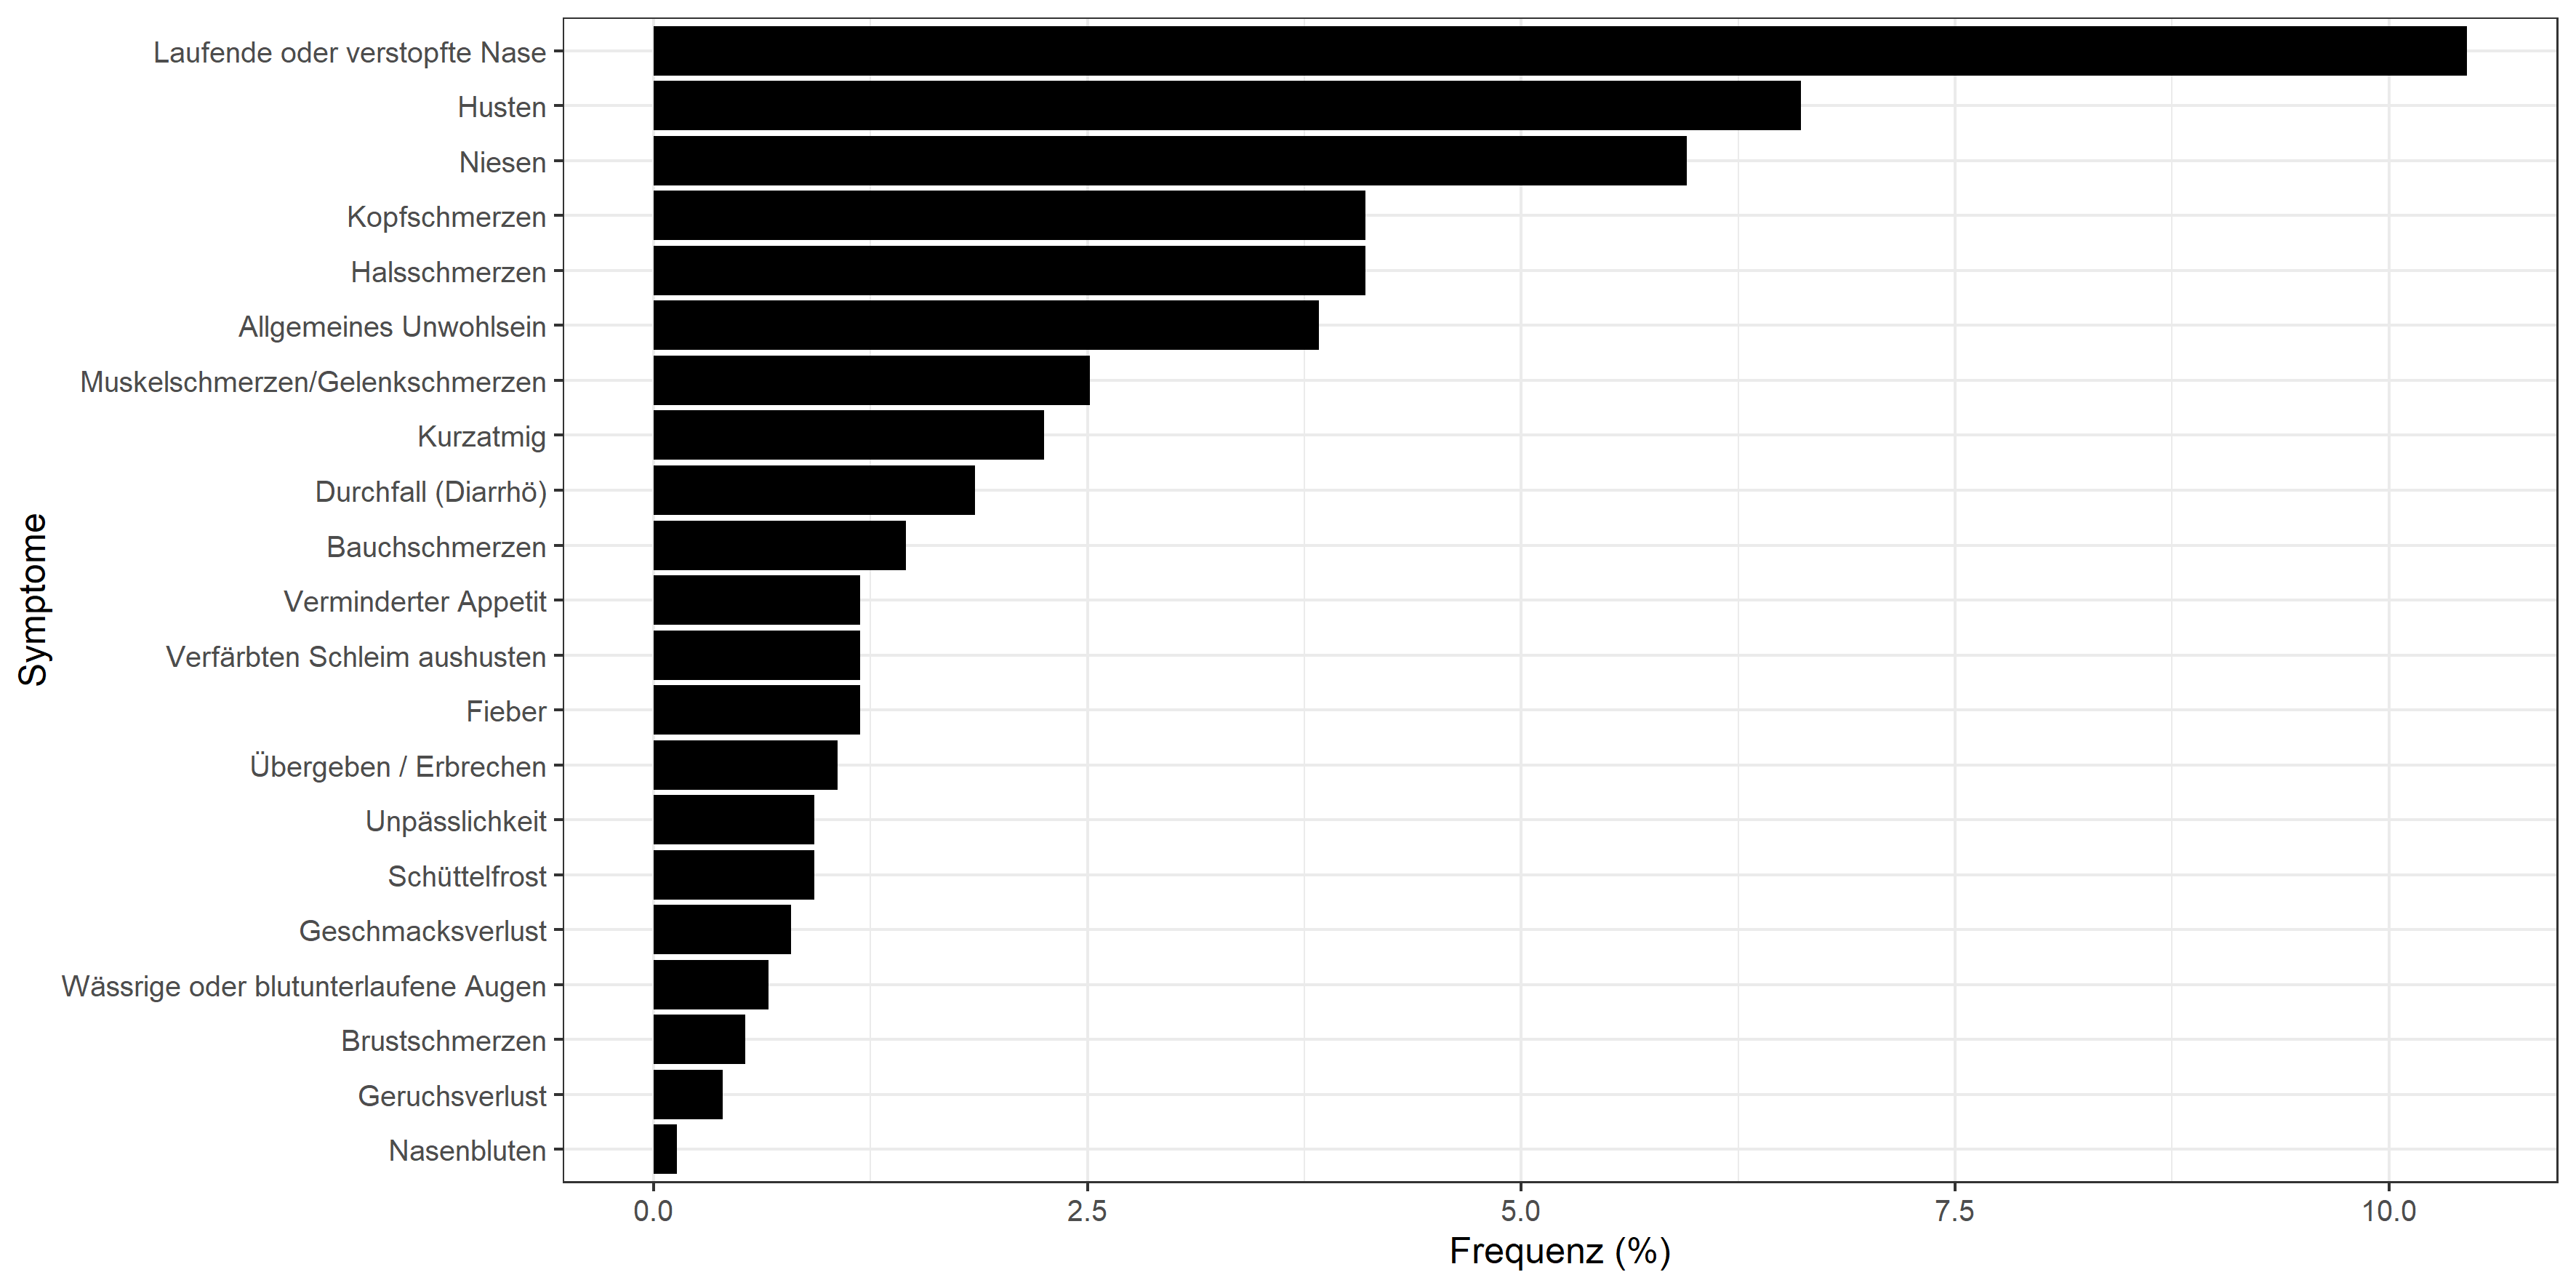 Laufende oder verstopfte Nase
Husten
Niesen
Kopfschmerzen
Halsschmerzen
Allgemeines Unwohlsein
Muskelschmerzen/Gelenkschmerzen
Kurzatmig
Durchfall (Diarrhö)
Bauchschmerzen
Verminderter Appetit
Verfärbten Schleim aushusten
Fieber
Übergeben / Erbrechen
Unpässlichkeit
Schüttelfrost
Geschmacksverlust
Wässrige oder blutunterlaufene Augen
Brustschmerzen
Geruchsverlust
Nasenbluten
Symptome
0.0 2.5 5.0 7.5 10.0
Frequenz (%)